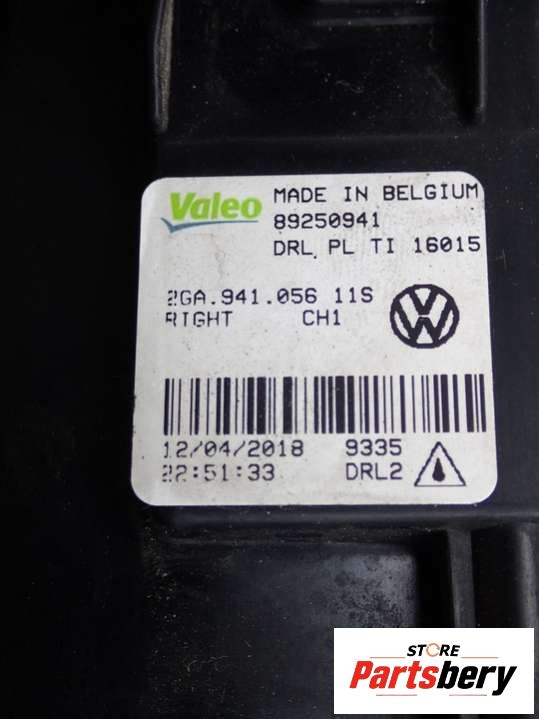 Valeo
MADE IN BELGIUM
89250941
DRL PL TI 16015
2GA.941.056 11S
RIGHT CH1
12/04/2018 9335
22:51:33 DRL2
STORE
Partsbery